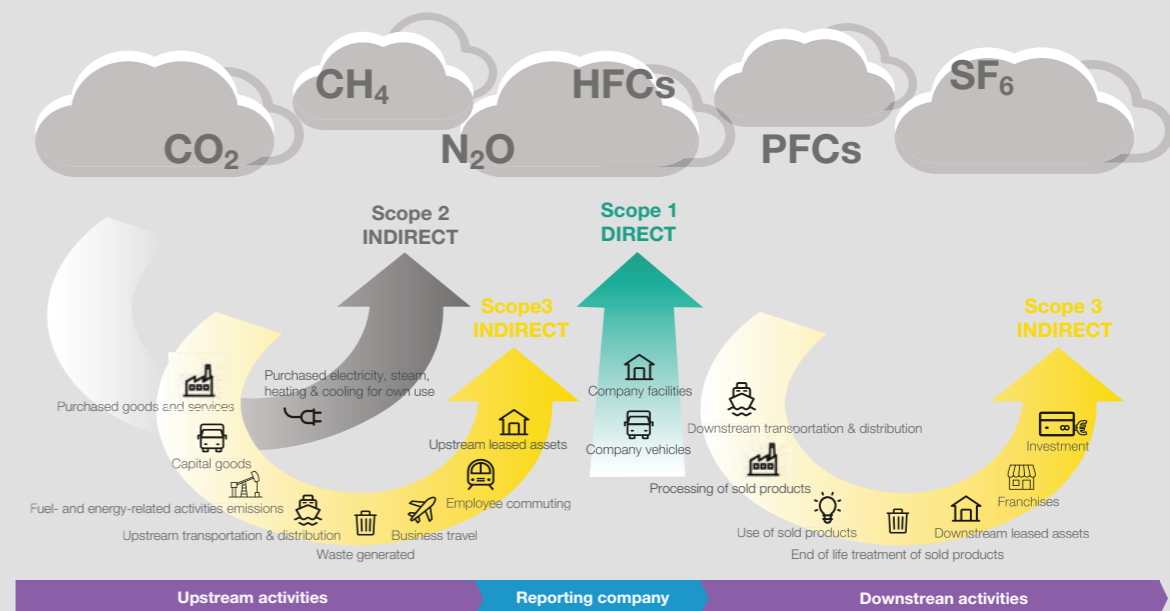 CH₄
HFCs
SF₆
CO₂
N₂O
PFCs
Scope 2
INDIRECT
Scope 1
DIRECT
Scope3
INDIRECT
Scope 3
INDIRECT
Purchased electricity, steam,
heating & cooling for own use
Purchased goods and services
Capital goods
Fuel- and energy-related activities emissions
Upstream transportation & distribution
Waste generated
Business travel
Employee commuting
Upstream leased assets
Company facilities
Company vehicles
Downstream transportation & distribution
Processing of sold products
Use of sold products
End of life treatment of sold products
Downstream leased assets
Franchises
Investment
Upstream activities
Reporting company
Downstrean activities